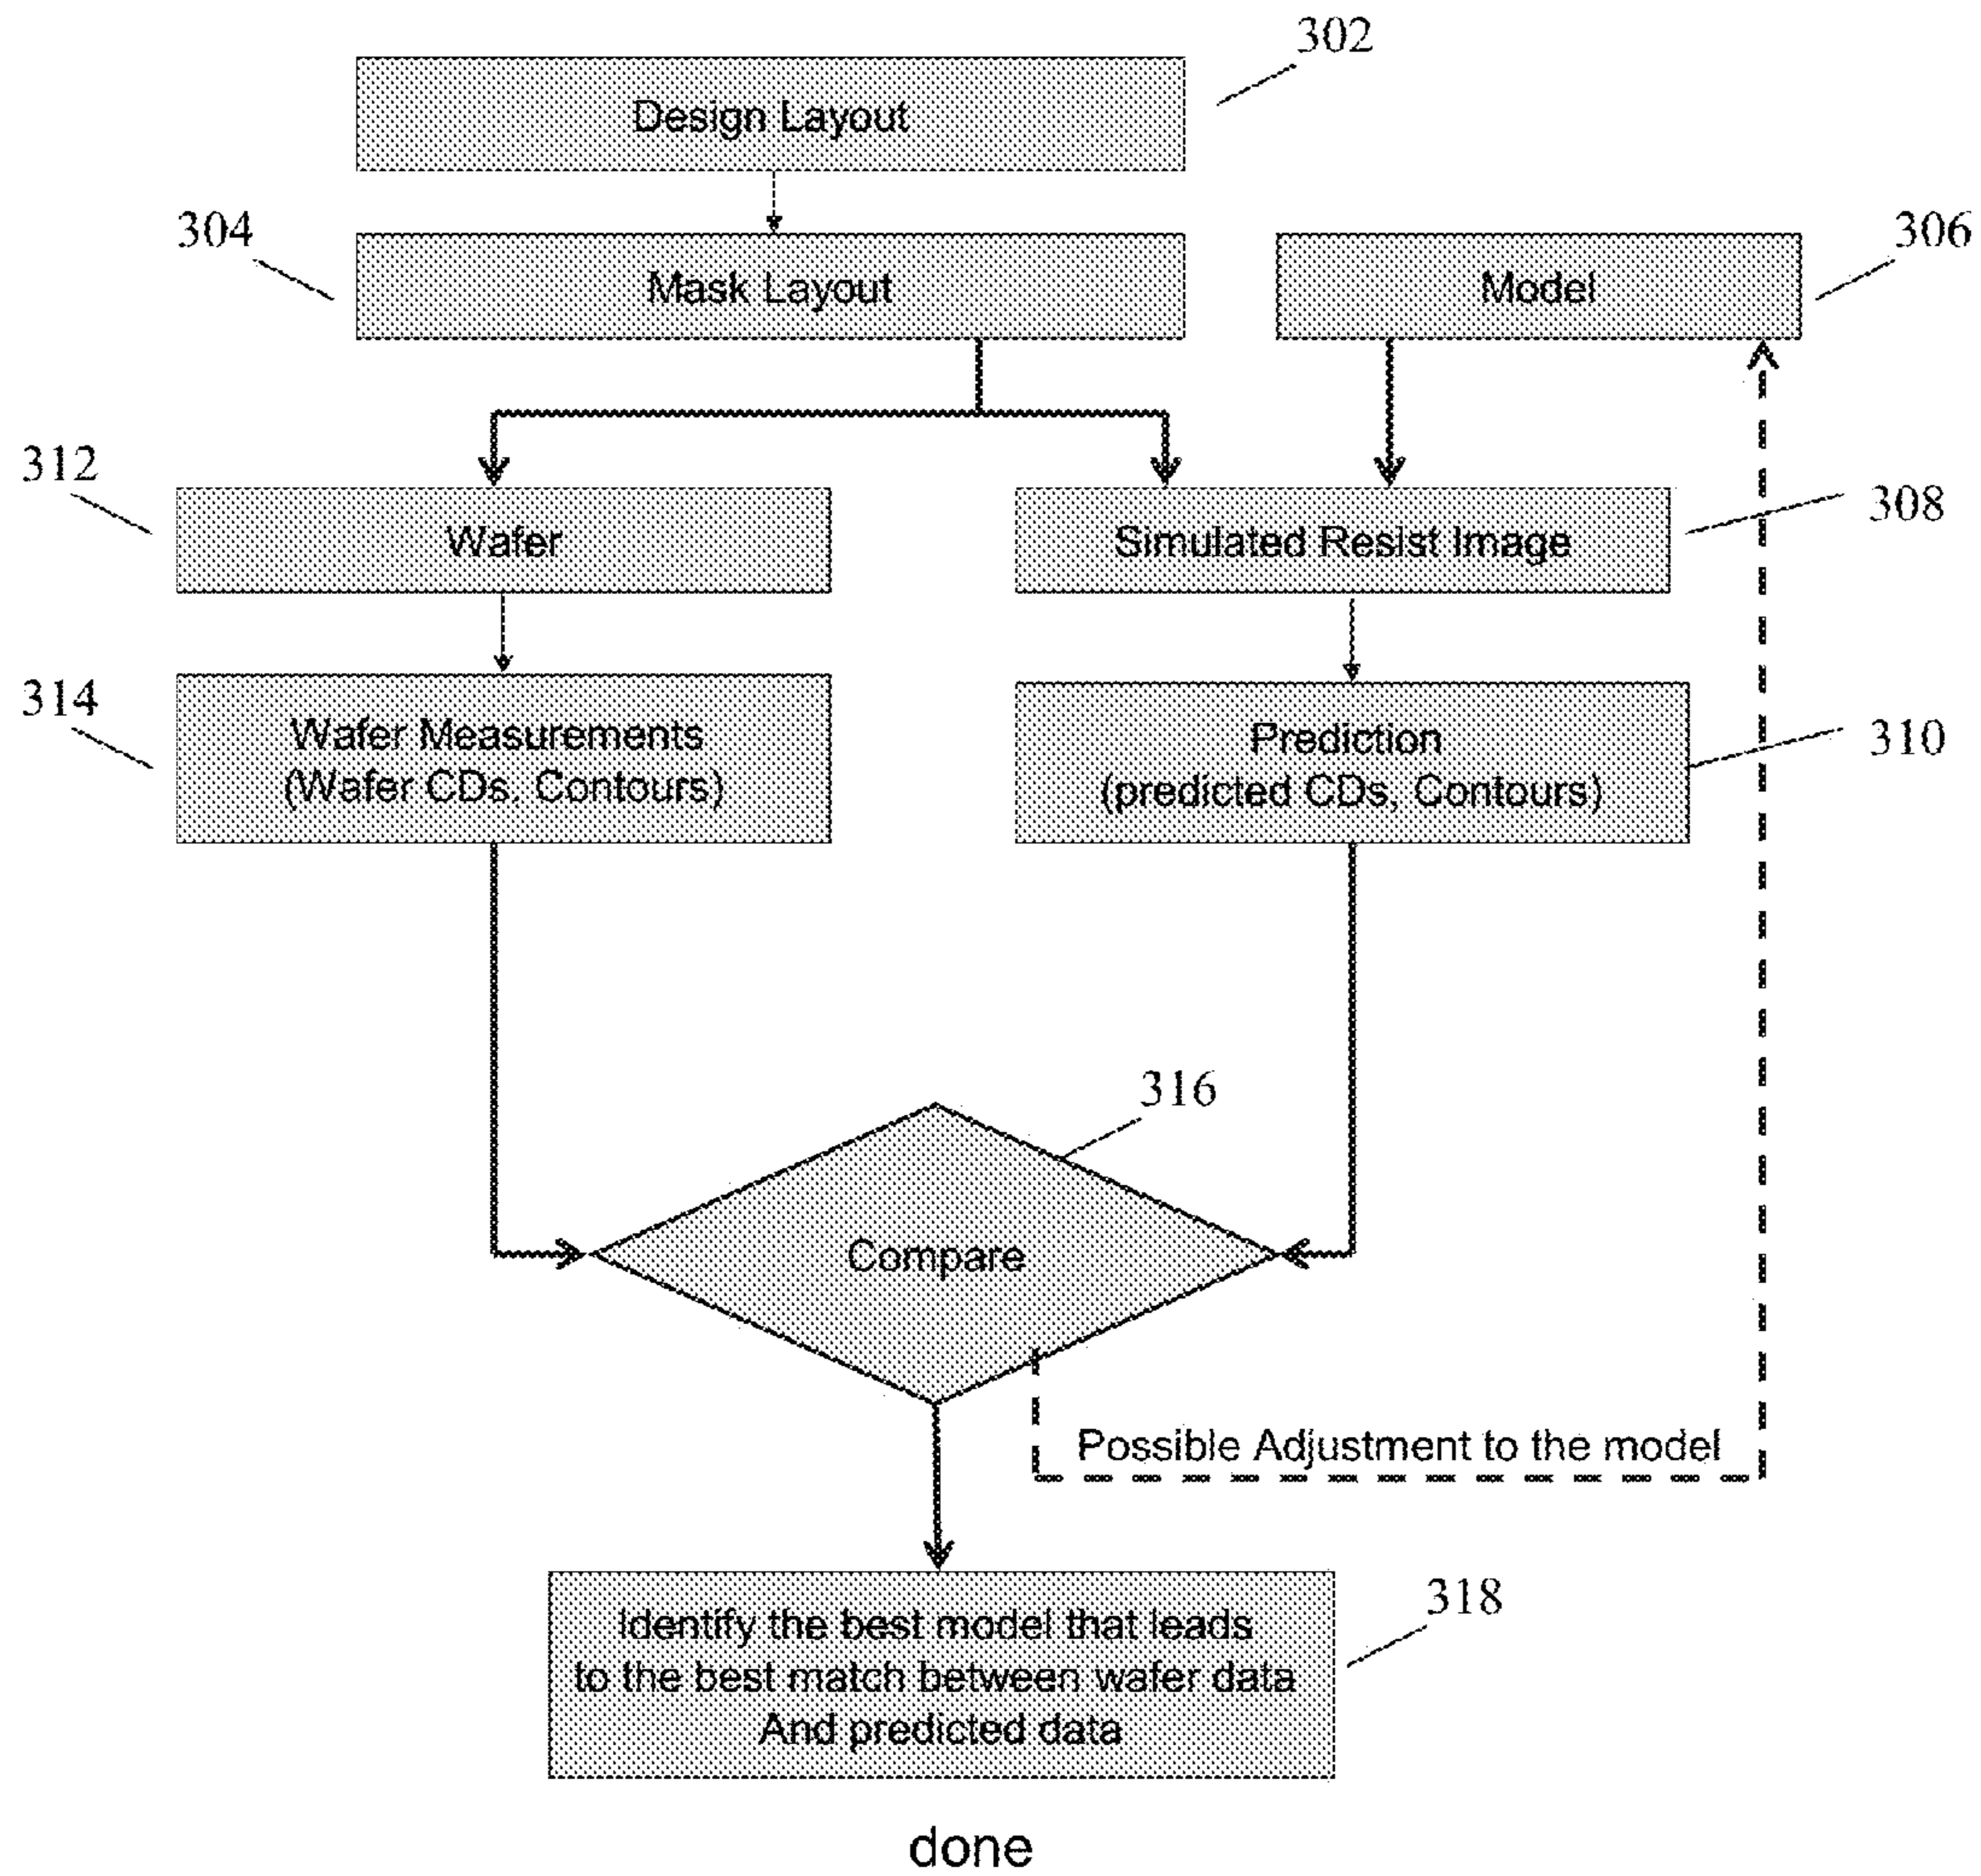 302
Design Layout
304
Mask Layout
Model
306
312
Wafer
Simulated Resist Image
308
314
Wafer Measurements
(Wafer CDs, Contours)
Prediction
(predicted CDs, Contours)
310
316
Compare
Possible Adjustment to the model
318
Identify the best model that leads
to the best match between wafer data
And predicted data
done